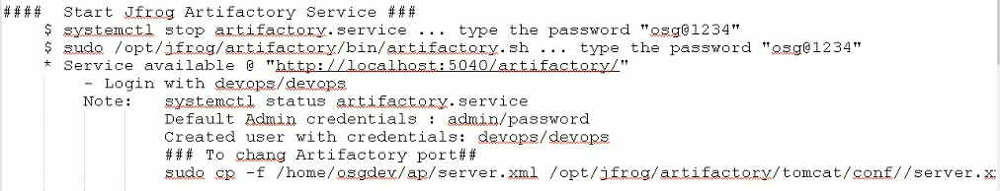 ####  Start Jfrog Artifactory Service ###
$ systemctl stop artifactory.service ... type the password "osg@1234"
$ sudo /opt/jfrog/artifactory/bin/artifactory.sh ... type the password "osg@1234"
* Service available @ "http://localhost:5040/artifactory/"
- Login with devops/devops
Note:   systemctl status artifactory.service
Default Admin credentials : admin/password
Created user with credentials: devops/devops
### To chang Artifactory port##
sudo cp -f /home/osgdev/ap/server.xml /opt/jfrog/artifactory/tomcat/conf//server.x